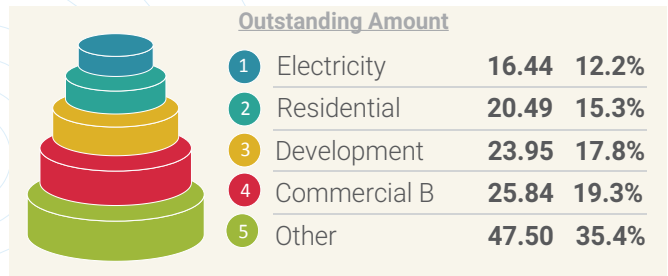 Outstanding Amount
1 Electricity 16.44 12.2%
2 Residential 20.49 15.3%
3 Development 23.95 17.8%
4 Commercial B 25.84 19.3%
5 Other 47.50 35.4%